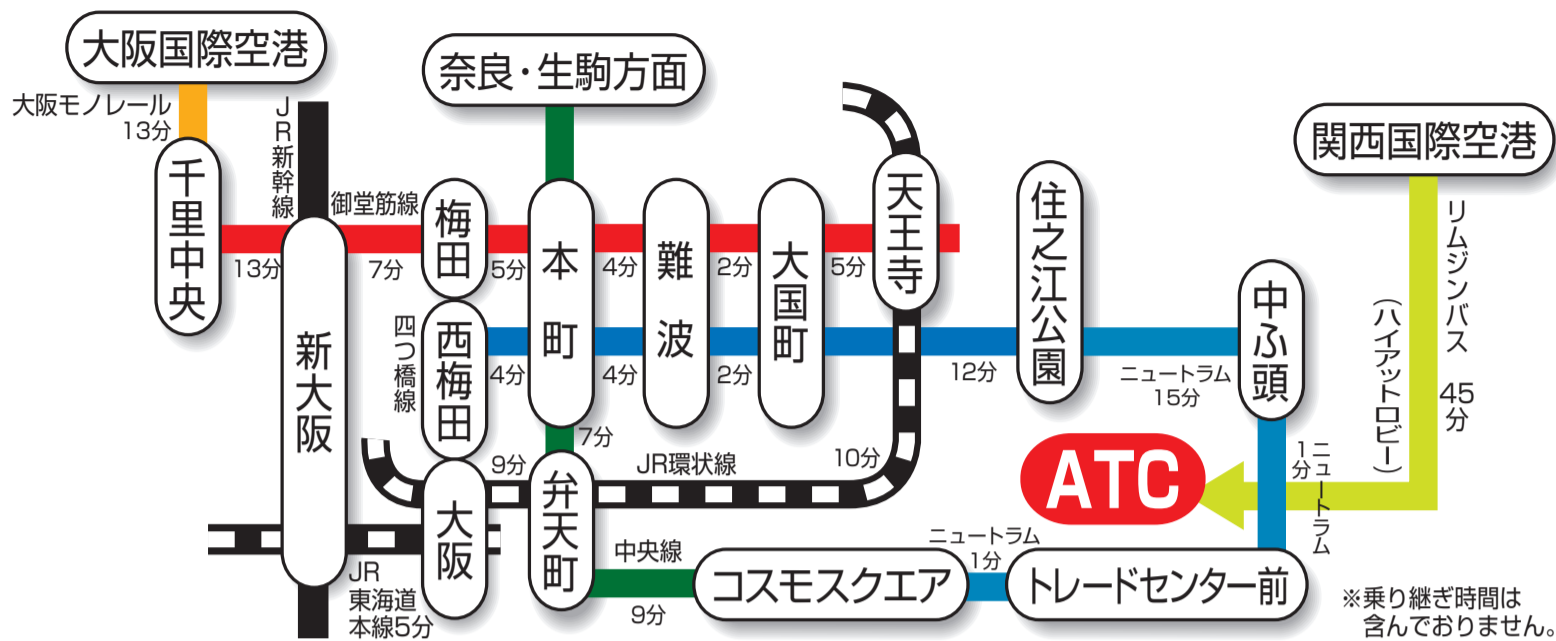 大阪国際空港
大阪モノレール
13分
千里中央
13分
JR新幹線
新大阪
御堂筋線
7分
梅田
5分
奈良・生駒方面
本町
4分
難波
2分
大国町
5分
天王寺
四つ橋線
西梅田
4分
4分
2分
12分
住之江公園
ニュートラム
15分
中ふ頭
1分
ニュートラム
関西国際空港
リムジンバス 45分
（ハイアットロビー）
ATC
7分
9分
JR環状線
10分
大阪
弁天町
JR
東海道
本線5分
中央線
9分
コスモスクエア
ニュートラム
1分
トレードセンター前
※乗り継ぎ時間は
含んでおりません。